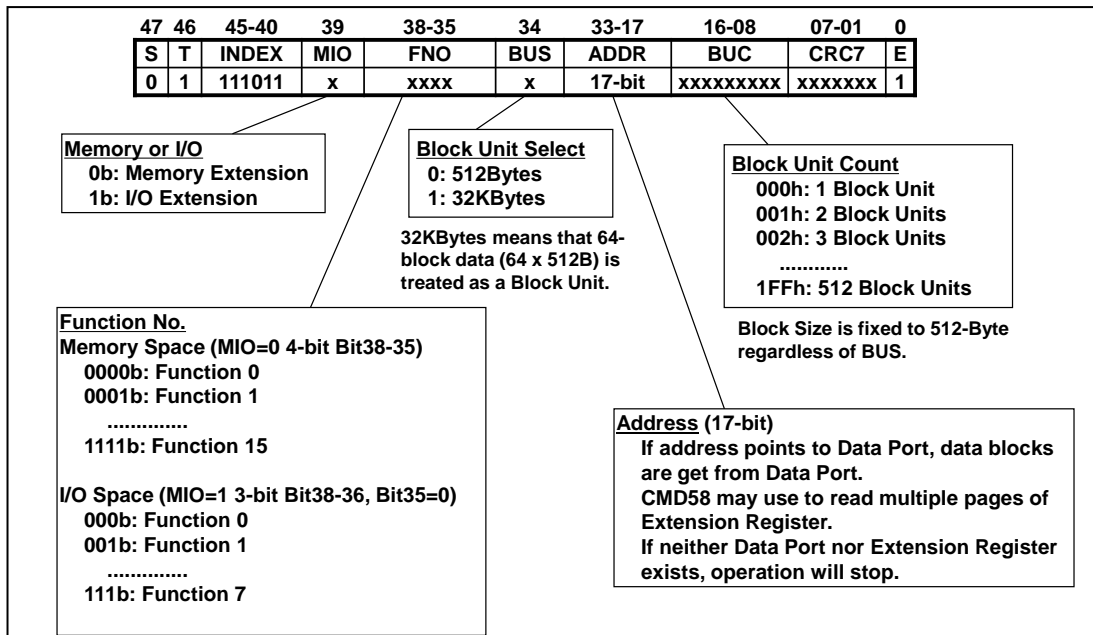 47 46 45-40 39 38-35 34 33-17 16-08 07-01 0
S T INDEX MIO FNO BUS ADDR BUC CRC7 E
0 1 111011 x xxxx x 17-bit xxxxxxxxx xxxxxxx 1
Memory or I/O
0b: Memory Extension
1b: I/O Extension
Block Unit Select
0: 512Bytes
1: 32KBytes
32KBytes means that 64-
block data (64 x 512B) is
treated as a Block Unit.
Block Unit Count
000h: 1 Block Unit
001h: 2 Block Units
002h: 3 Block Units
............
1FFh: 512 Block Units
Block Size is fixed to 512-Byte
regardless of BUS.
Function No.
Memory Space (MIO=0 4-bit Bit38-35)
0000b: Function 0
0001b: Function 1
..............
1111b: Function 15
I/O Space (MIO=1 3-bit Bit38-36, Bit35=0)
000b: Function 0
001b: Function 1
..............
111b: Function 7
Address (17-bit)
If address points to Data Port, data blocks
are get from Data Port.
CMD58 may use to read multiple pages of
Extension Register.
If neither Data Port nor Extension Register
exists, operation will stop.